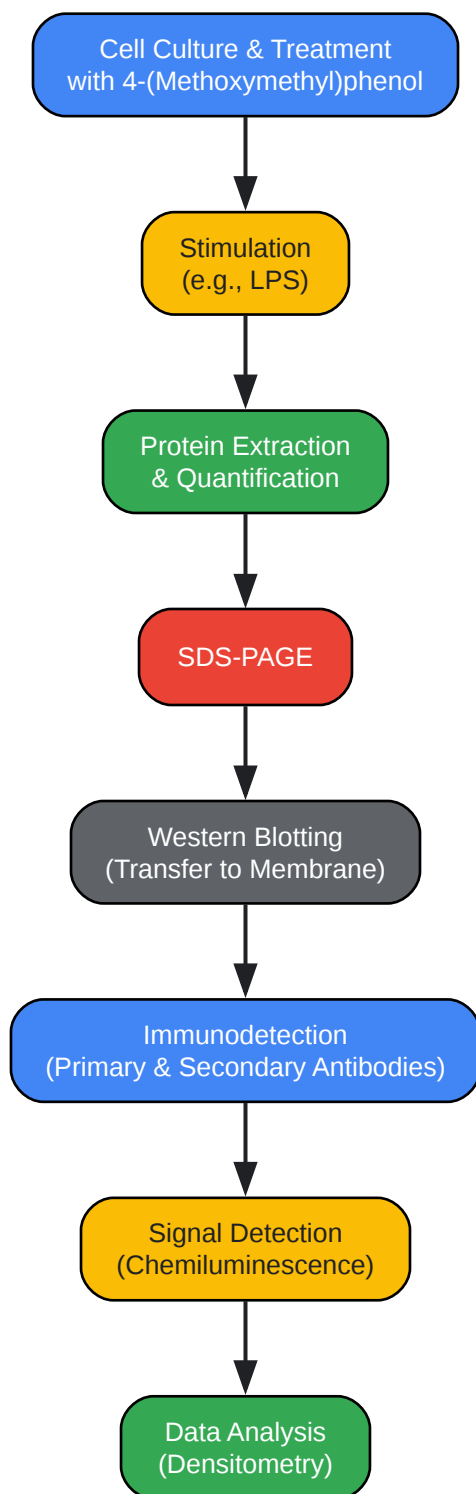 Cell Culture & Treatment
with 4-(Methoxymethyl)phenol
Stimulation
(e.g., LPS)
Protein Extraction
& Quantification
SDS-PAGE
Western Blotting
(Transfer to Membrane)
Immunodetection
(Primary & Secondary Antibodies)
Signal Detection
(Chemiluminescence)
Data Analysis
(Densitometry)